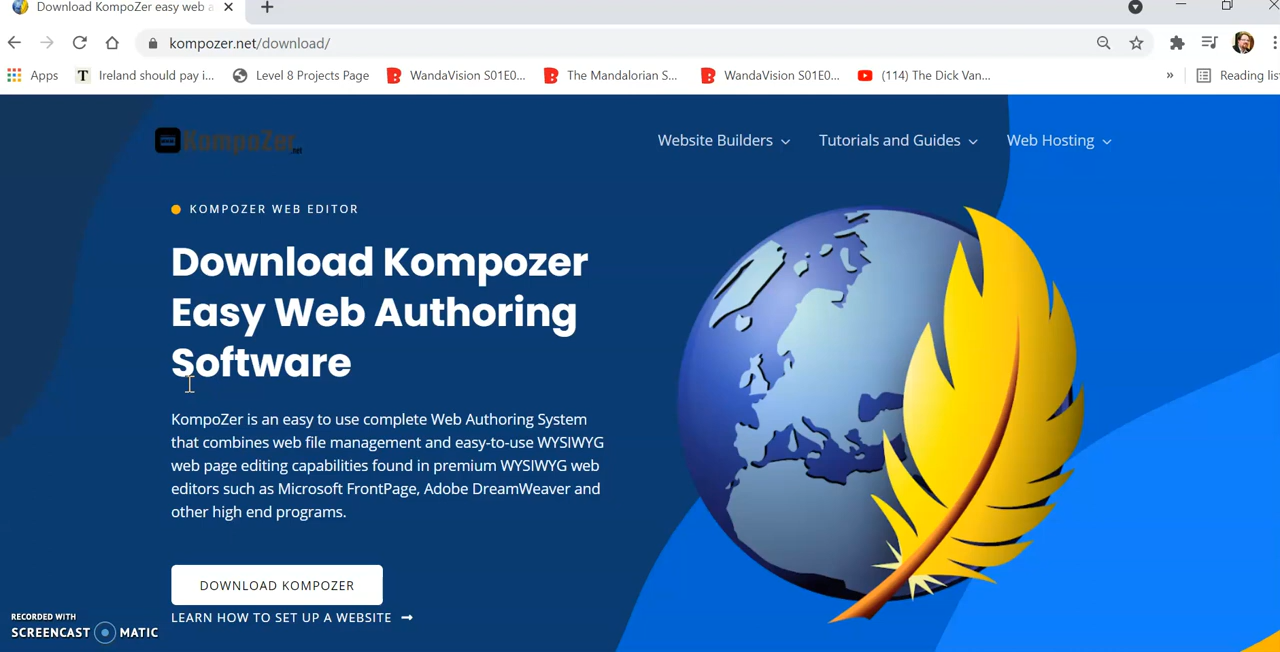 Download KompoZer easy web a
kompozer.net/download/
Apps
T Ireland should pay i...
Level 8 Projects Page
WandaVision S01E0...
The Mandalorian S...
WandaVision S01E0...
(114) The Dick Van...
»
Reading list
KompoZer.net
Website Builders
Tutorials and Guides
Web Hosting
KOMPOZER WEB EDITOR
Download Kompozer
Easy Web Authoring
Software
KompoZer is an easy to use complete Web Authoring System
that combines web file management and easy-to-use WYSIWYG
web page editing capabilities found in premium WYSIWYG web
editors such as Microsoft FrontPage, Adobe DreamWeaver and
other high end programs.
DOWNLOAD KOMPOZER
LEARN HOW TO SET UP A WEBSITE →
RECORDED WITH
SCREENCAST MATIC